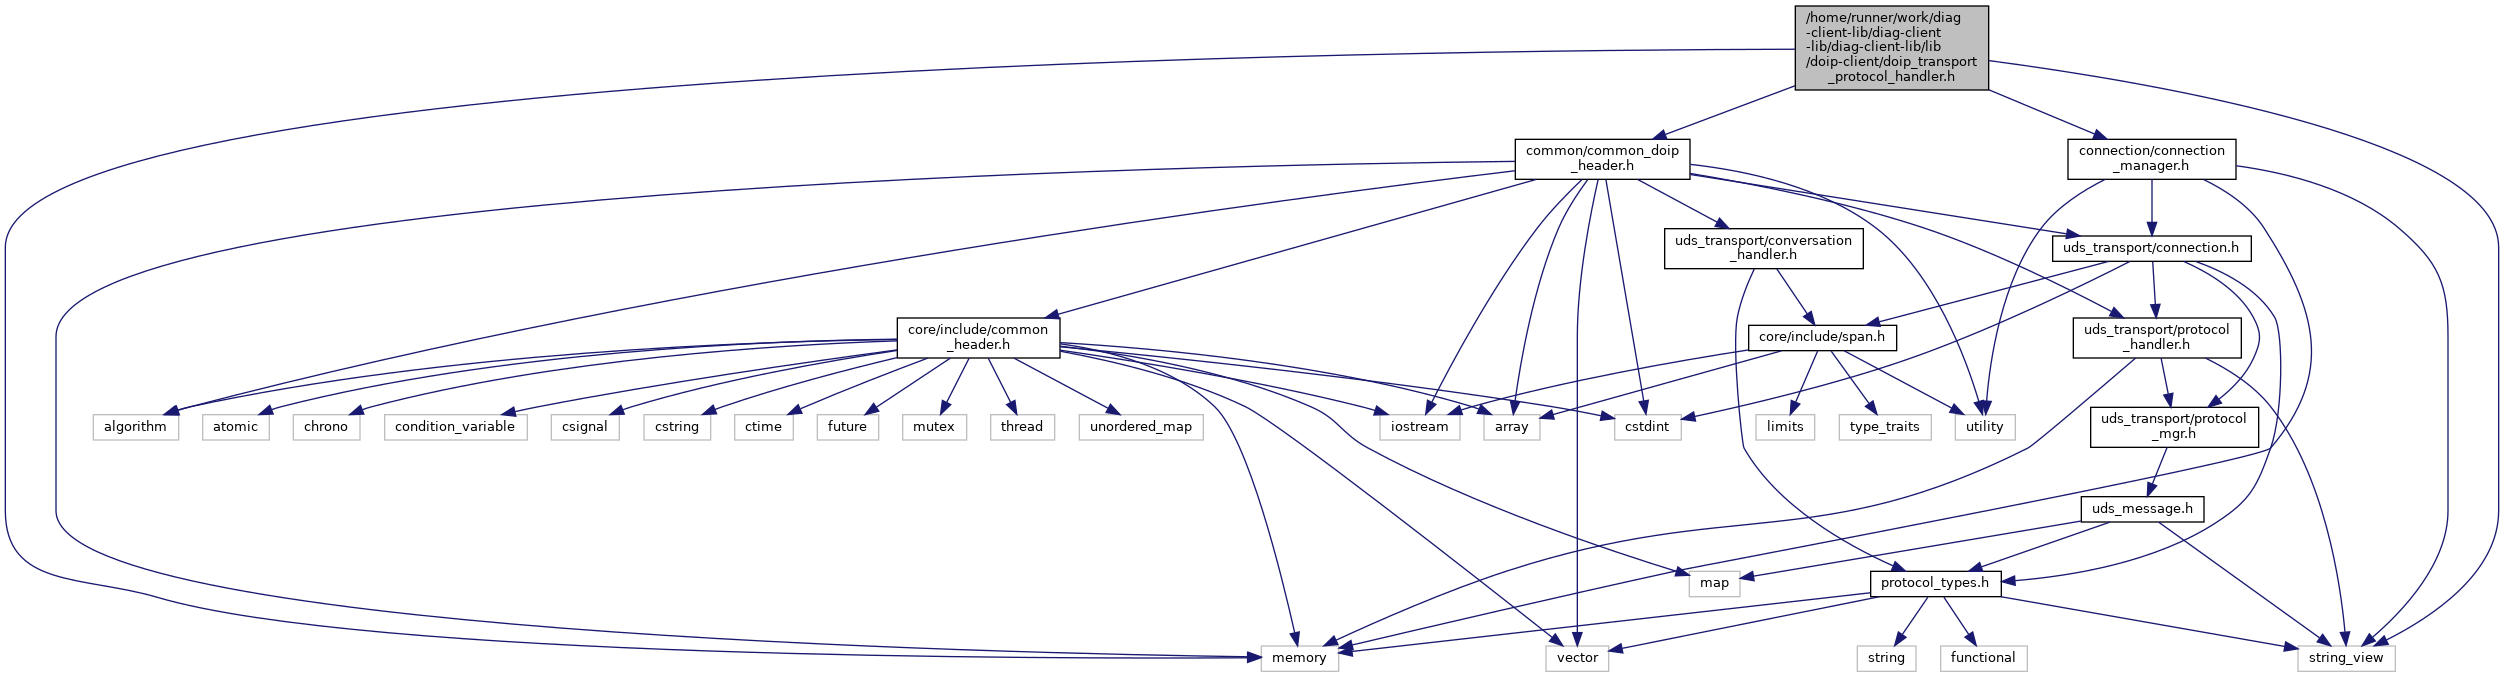 /home/runner/work/diag
-client-lib/diag-client
-lib/diag-client-lib/lib
/doip-client/doip_transport
_protocol_handler.h
common/common_doip
_header.h
connection/connection
_manager.h
uds_transport/conversation
_handler.h
uds_transport/connection.h
core/include/common
_header.h
core/include/span.h
uds_transport/protocol
_handler.h
algorithm
atomic
chrono
condition_variable
csignal
cstring
ctime
future
mutex
thread
unordered_map
iostream
array
cstdint
limits
type_traits
utility
uds_transport/protocol
_mgr.h
uds_message.h
map
protocol_types.h
memory
vector
string
functional
string_view